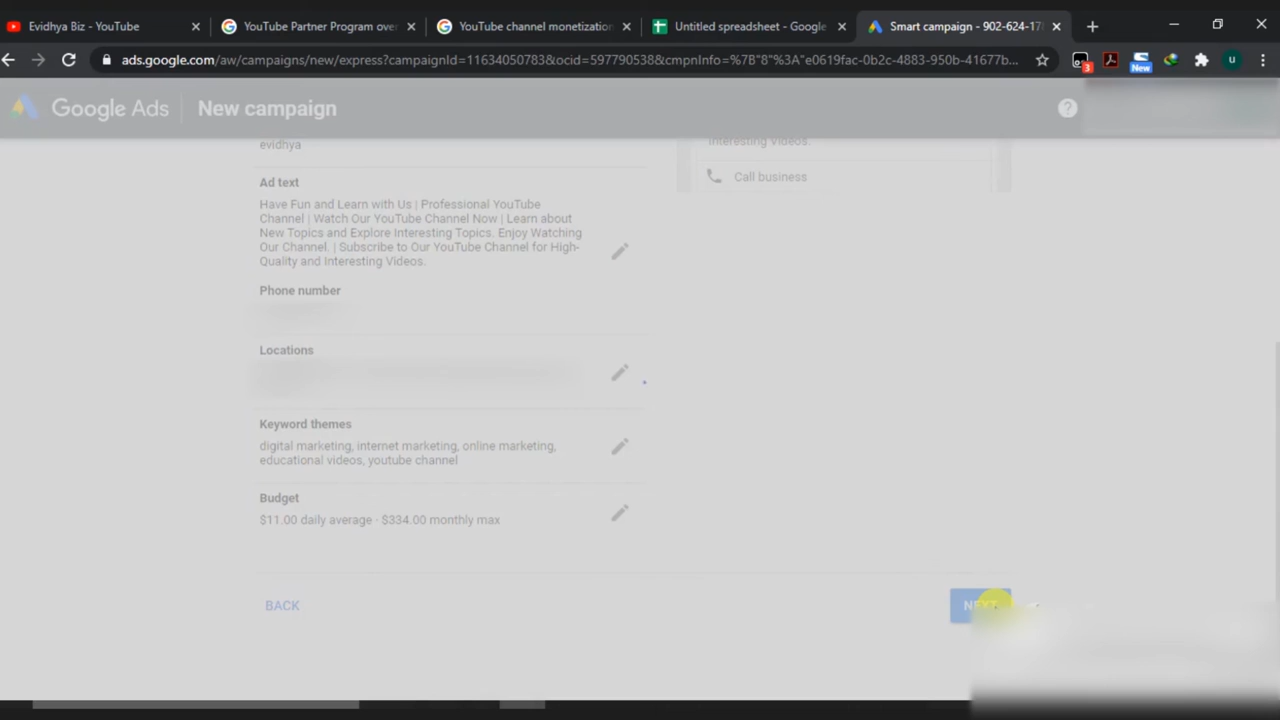 Evidhya Biz - YouTube
YouTube Partner Program over
YouTube channel monetization
Untitled spreadsheet - Google
Smart campaign - 902-624-17
ads.google.com/aw/campaigns/new/express?campaignId=11634050783&ocid=597790538&cmpnInfo=%7B"8"%3A"e0619fac-0b2c-4883-950b-41677b...
3
New
u
Google Ads
New campaign
evidhya
Interesting Videos.
Call business
Ad text
Have Fun and Learn with Us | Professional YouTube
Channel | Watch Our YouTube Channel Now | Learn about
New Topics and Explore Interesting Topics. Enjoy Watching
Our Channel. | Subscribe to Our YouTube Channel for High-
Quality and Interesting Videos.
Phone number
Locations
Keyword themes
digital marketing, internet marketing, online marketing,
educational videos, youtube channel
Budget
$11.00 daily average · $334.00 monthly max
BACK
NEXT